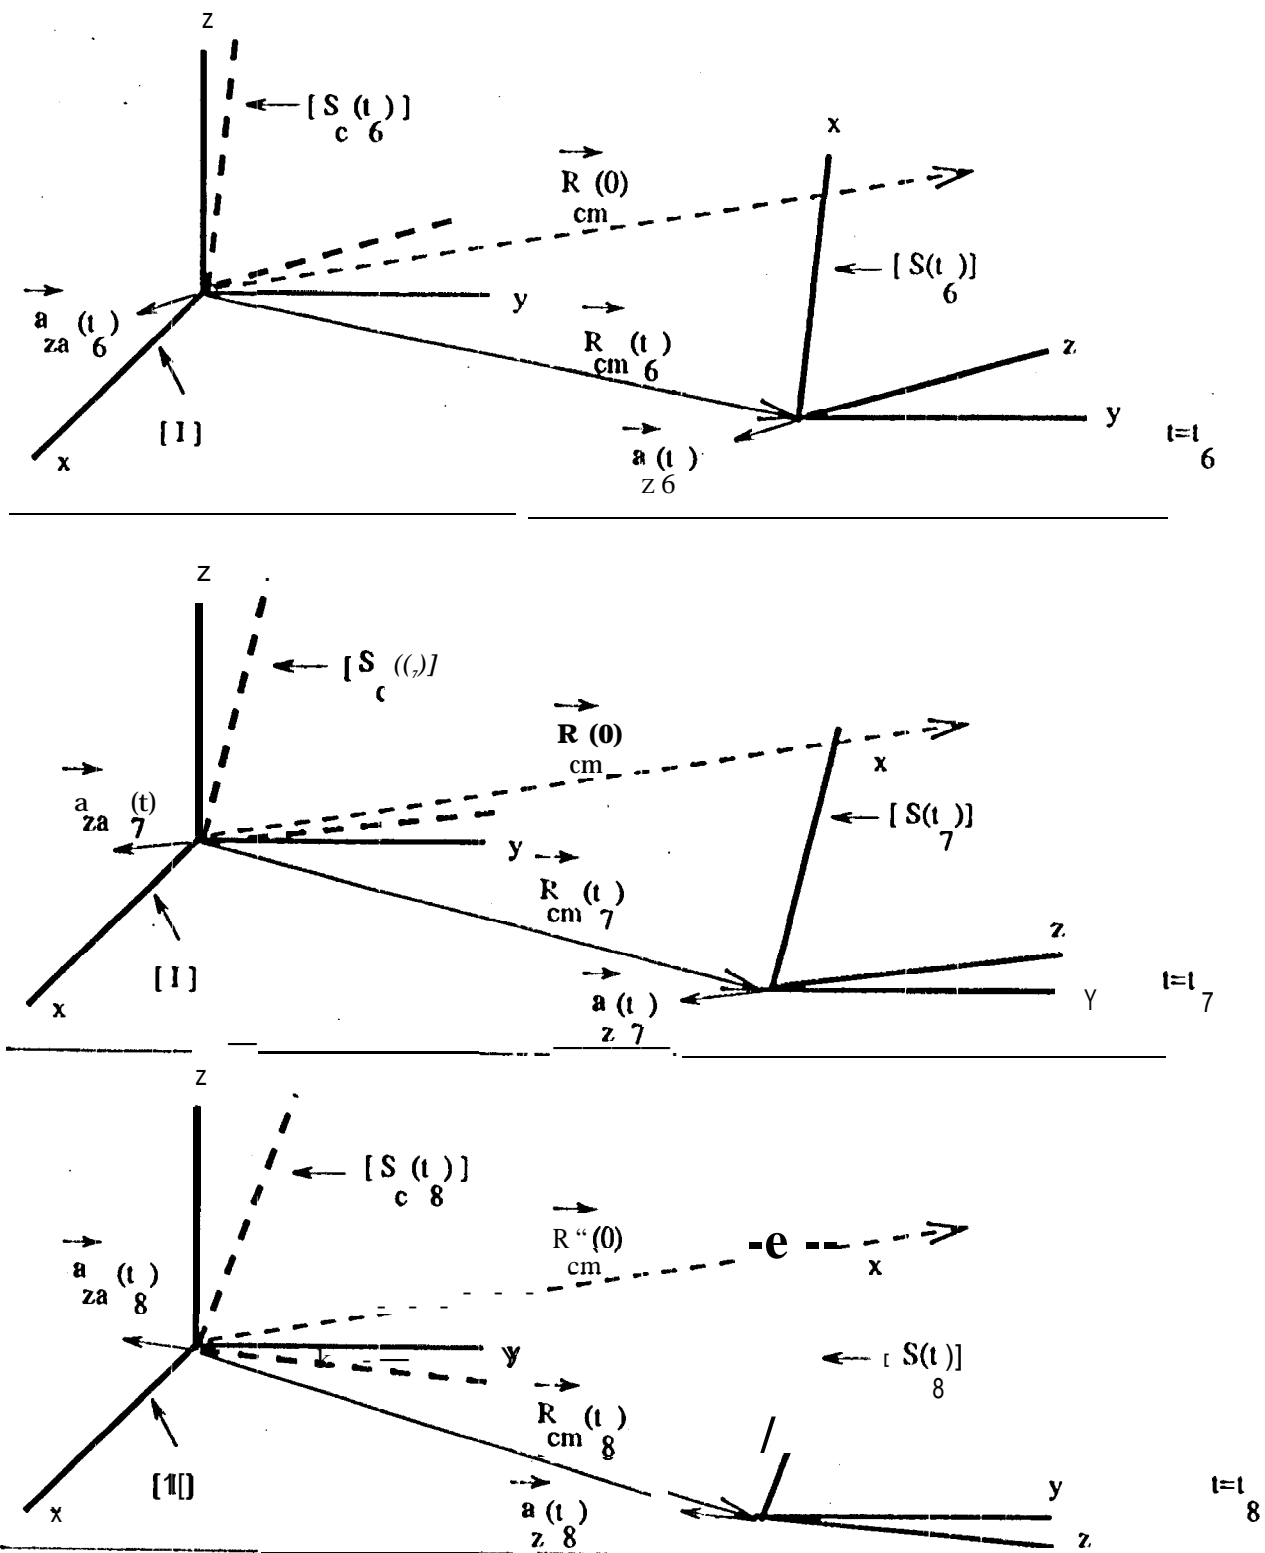 z
[ S (t ) ]
c 6
x
R (0)
cm
[ S(t )]
6
y
a (t )
za 6
R (t )
cm 6
z
y
[ I ]
x
a (t )
z 6
t=t
6
z
[ S ((,)]
c
R (0)
cm
x
a (t)
za 7
[ S(t )]
7
y
R (t )
cm 7
z
[ I ]
x
a (t )
z 7
Y
t=t
7
z
[ S (t ) ]
c 8
R “ (0)
cm
-e --
x
a (t )
za 8
y
[ S(t )]
8
R (t )
cm 8
[1[]
x
a (t )
z 8
y
z
t=t
8